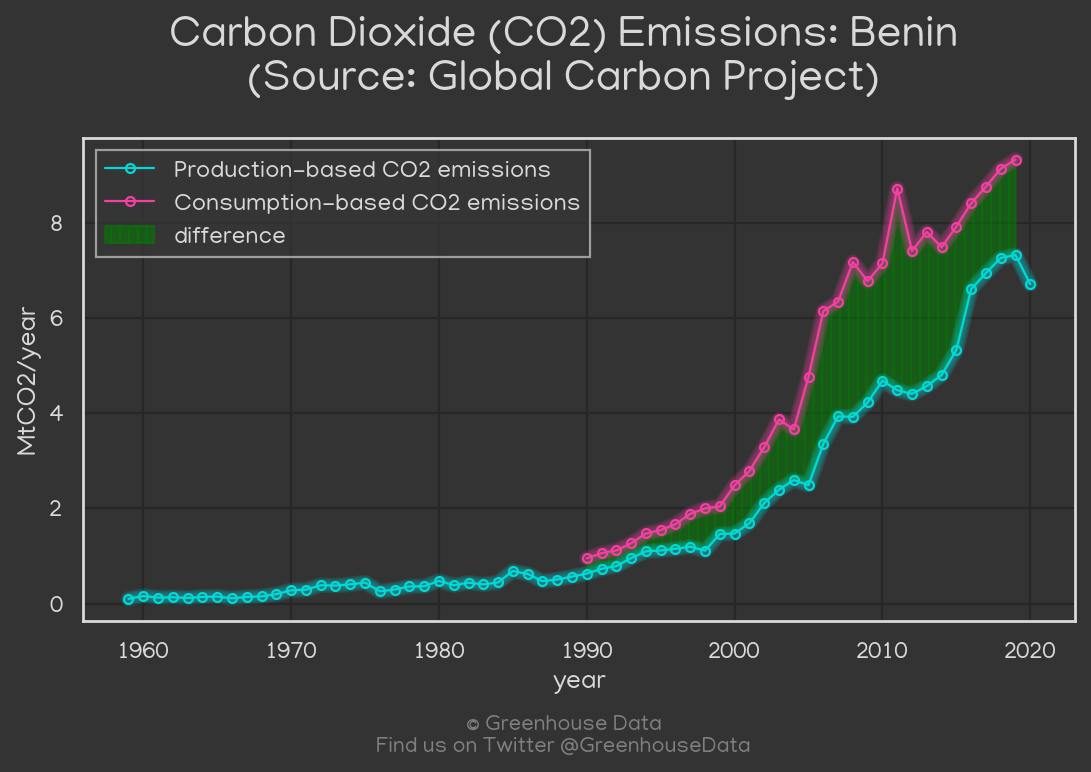 Carbon Dioxide (CO2) Emissions: Benin
(Source: Global Carbon Project)
Production-based CO2 emissions
Consumption-based CO2 emissions
difference
MtCO2/year
8
6
4
2
0
1960 1970 1980 1990 2000 2010 2020
year
© Greenhouse Data
Find us on Twitter @GreenhouseData